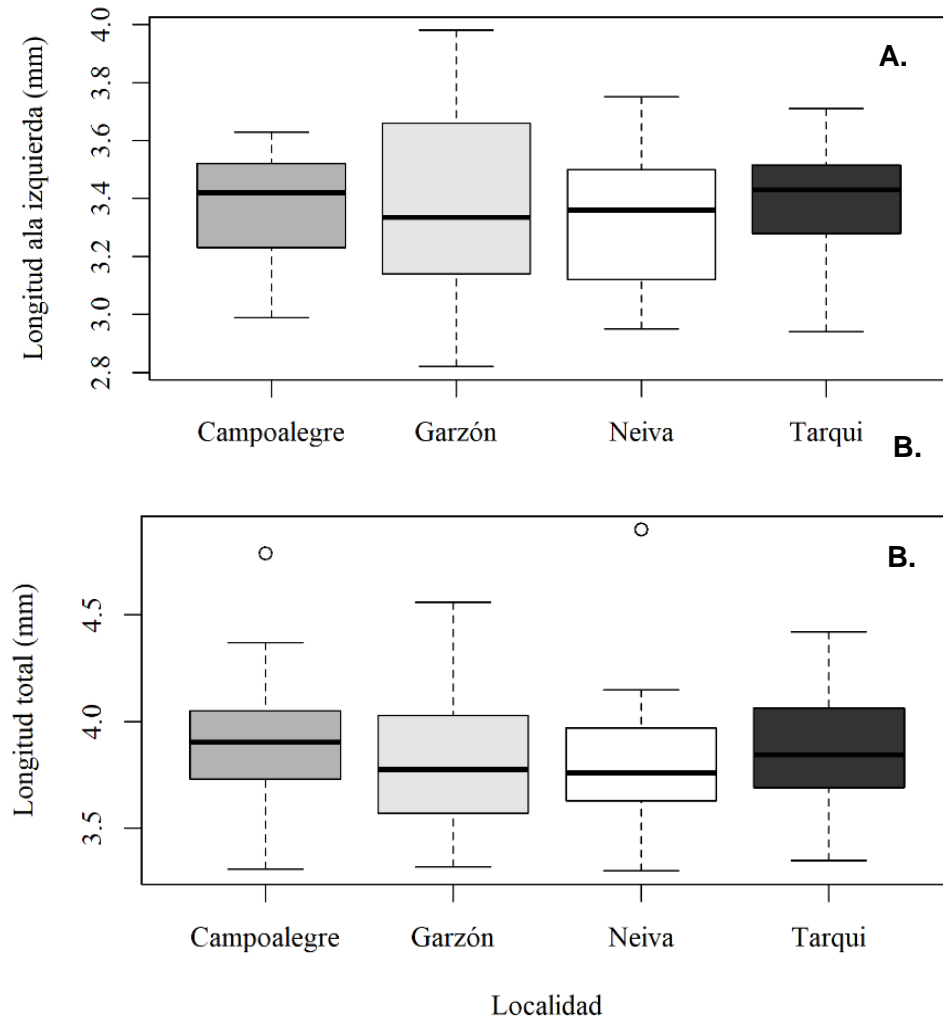 A.
Longitud ala izquierda (mm)
4.0
3.8
3.6
3.4
3.2
3.0
2.8
Campoalegre Garzón Neiva Tarqui
B.
B.
Longitud total (mm)
4.5
4.0
3.5
Campoalegre Garzón Neiva Tarqui
Localidad